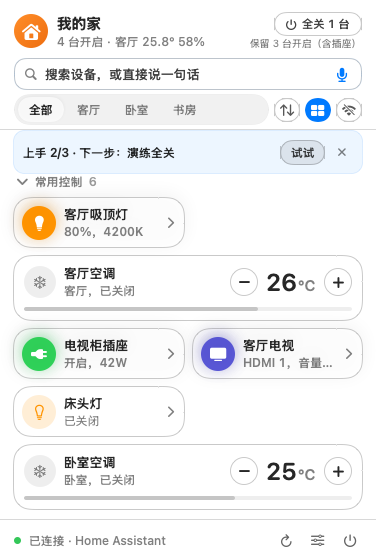 我的家
4 台开启 · 客厅 25.8° 58%
全关 1 台
保留 3 台开启（含插座）
搜索设备，或直接说一句话
全部 客厅 卧室 书房
上手 2/3 · 下一步：演练全关 试试
常用控制 6
客厅吸顶灯
80%，4200K
客厅空调
客厅，已关闭
26°C
电视柜插座
开启，42W
客厅电视
HDMI 1，音量...
床头灯
已关闭
卧室空调
卧室，已关闭
25°C
已连接 · Home Assistant